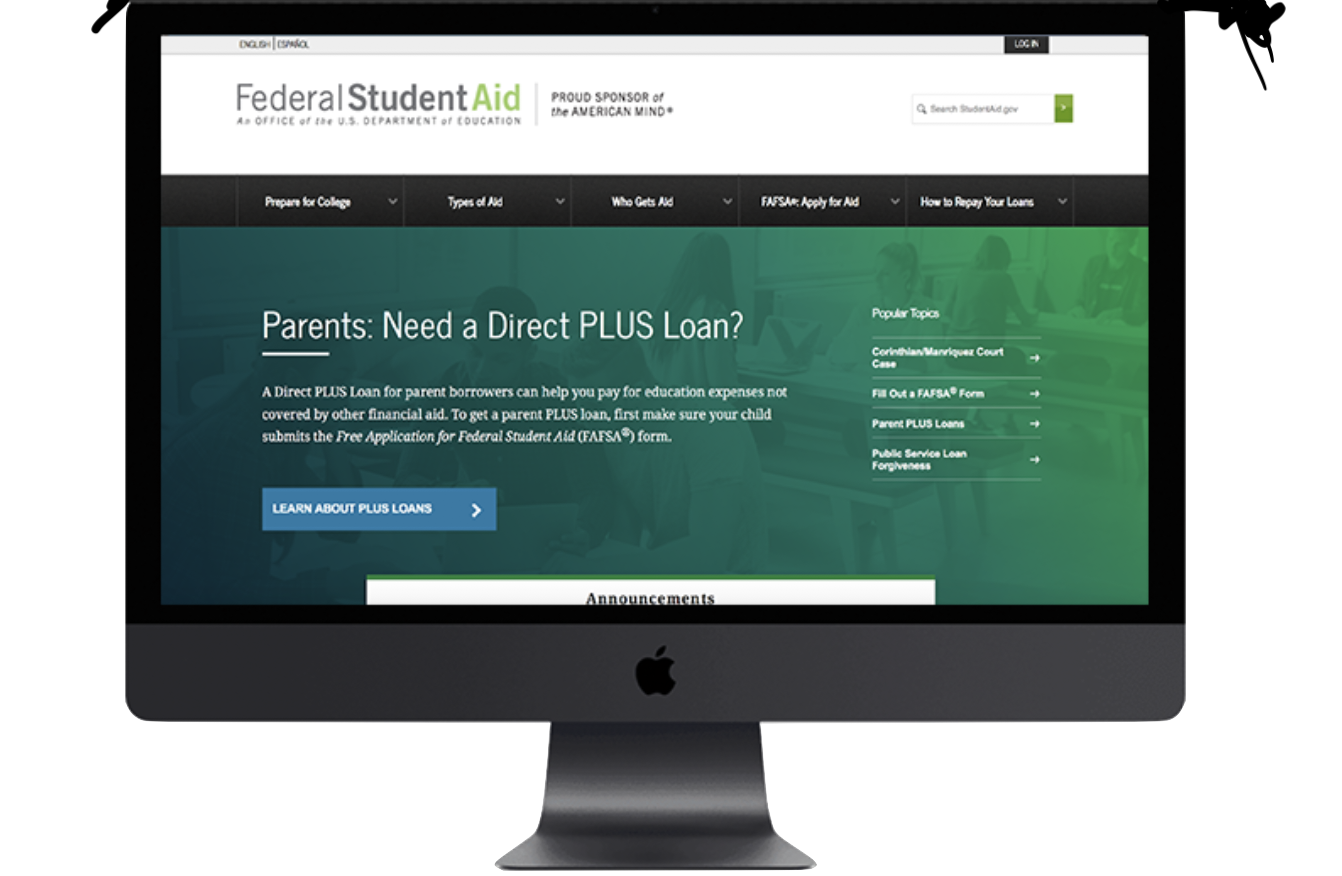 ENGLISH | ESPAÑOL
LOG IN
Federal Student Aid
An OFFICE of the U.S. DEPARTMENT of EDUCATION
PROUD SPONSOR of
the AMERICAN MIND®
Search StudentAid.gov
Prepare for College
Types of Aid
Who Gets Aid
FAFSA®: Apply for Aid
How to Repay Your Loans
Parents: Need a Direct PLUS Loan?
A Direct PLUS Loan for parent borrowers can help you pay for education expenses not
covered by other financial aid. To get a parent PLUS loan, first make sure your child
submits the Free Application for Federal Student Aid (FAFSA®) form.
LEARN ABOUT PLUS LOANS
Popular Topics
Corinthian/Manriquez Court
Case
Fill Out a FAFSA® Form
Parent PLUS Loans
Public Service Loan
Forgiveness
Announcements